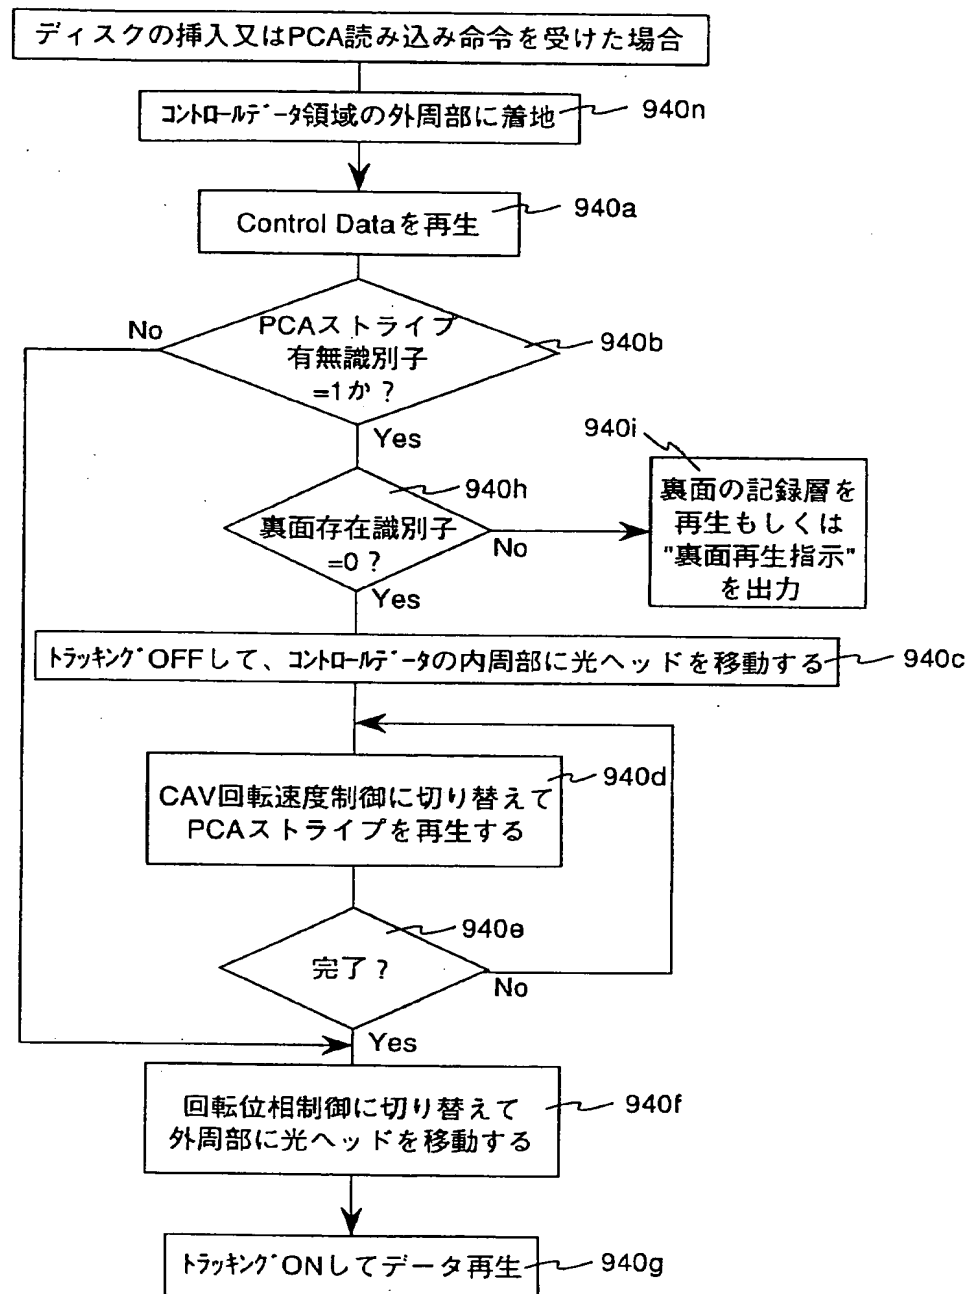 ディスクの挿入又はPCA読み込み命令を受けた場合
コントロールデータ領域の外周部に着地
940n
Control Dataを再生
940a
PCAストライプ
有無識別子
=1か?
940b
No
Yes
裏面存在識別子
=0?
940h
No
Yes
940i
裏面の記録層を
再生もしくは
"裏面再生指示"
を出力
トラッキングOFFして、コントロールデータの内周部に光ヘッドを移動する
940c
CAV回転速度制御に切り替えて
PCAストライプを再生する
940d
完了?
940e
No
Yes
回転位相制御に切り替えて
外周部に光ヘッドを移動する
940f
トラッキングONしてデータ再生
940g